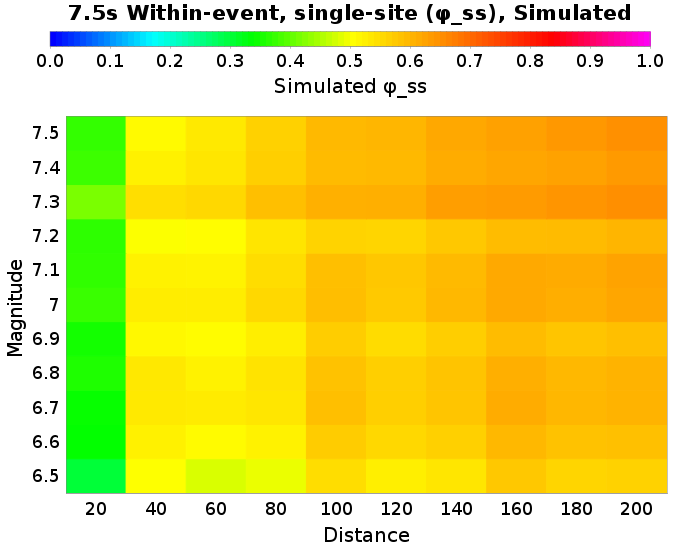 7.5s Within-event, single-site (φ_ss), Simulated
0.0 0.1 0.2 0.3 0.4 0.5 0.6 0.7 0.8 0.9 1.0
Simulated φ_ss
7.5
7.4
7.3
7.2
7.1
7
6.9
6.8
6.7
6.6
6.5
Magnitude
20 40 60 80 100 120 140 160 180 200
Distance